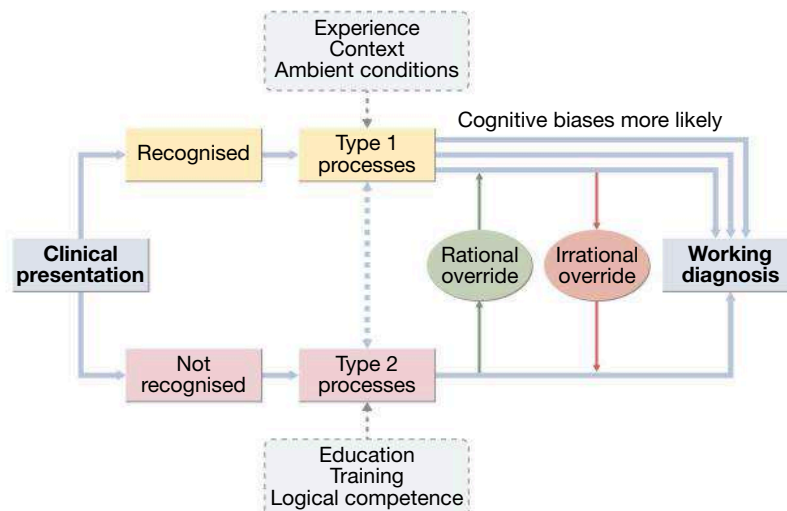 Experience
Context
Ambient conditions
Cognitive biases more likely
Recognised
Type 1
processes
Clinical
presentation
Rational
override
Irrational
override
Working
diagnosis
Not
recognised
Type 2
processes
Education
Training
Logical competence